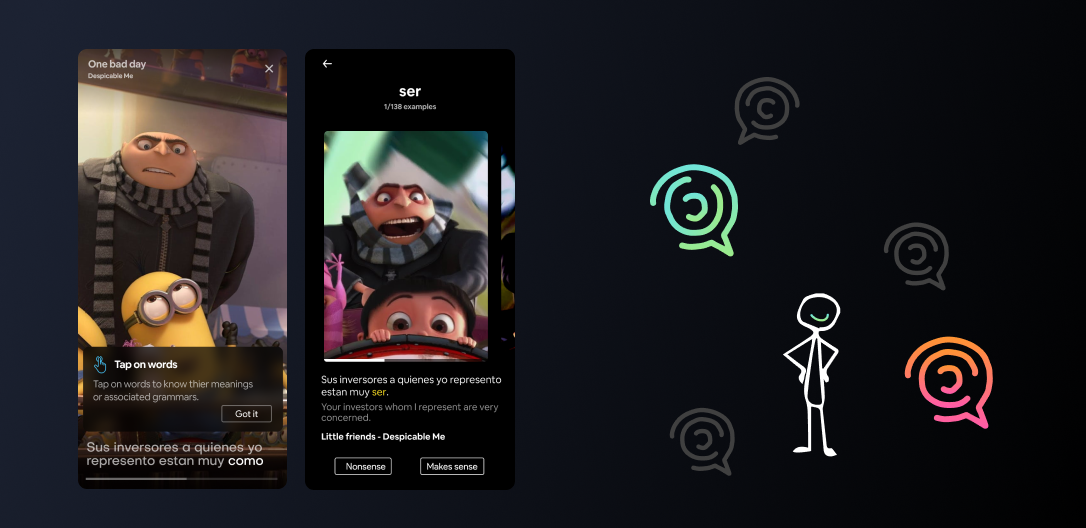 One bad day
Despicable Me
Tap on words
Tap on words to know thier meanings
or associated grammars.
Got it
Sus inversores a quienes yo
represento estan muy como
ser
1/138 examples
Sus inversores a quienes yo represento
estan muy ser.
Your investors whom I represent are very
concerned.
Little friends - Despicable Me
Nonsense
Makes sense